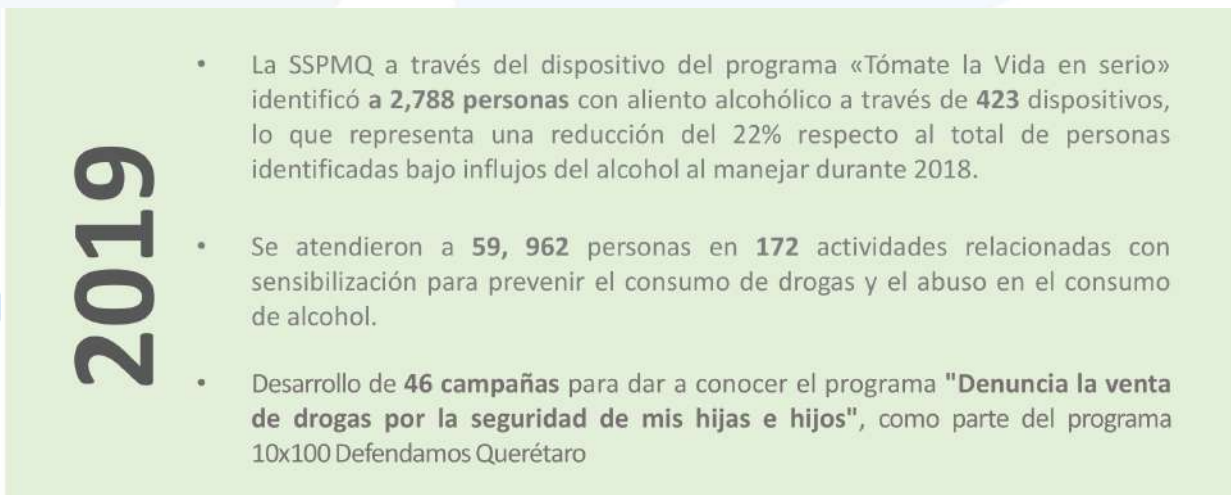 2019
• La SSPMQ a través del dispositivo del programa «Tómate la Vida en serio»
identificó a 2,788 personas con aliento alcohólico a través de 423 dispositivos,
lo que representa una reducción del 22% respecto al total de personas
identificadas bajo influjos del alcohol al manejar durante 2018.
• Se atendieron a 59, 962 personas en 172 actividades relacionadas con
sensibilización para prevenir el consumo de drogas y el abuso en el consumo
de alcohol.
• Desarrollo de 46 campañas para dar a conocer el programa "Denuncia la venta
de drogas por la seguridad de mis hijas e hijos", como parte del programa
10x100 Defendamos Querétaro